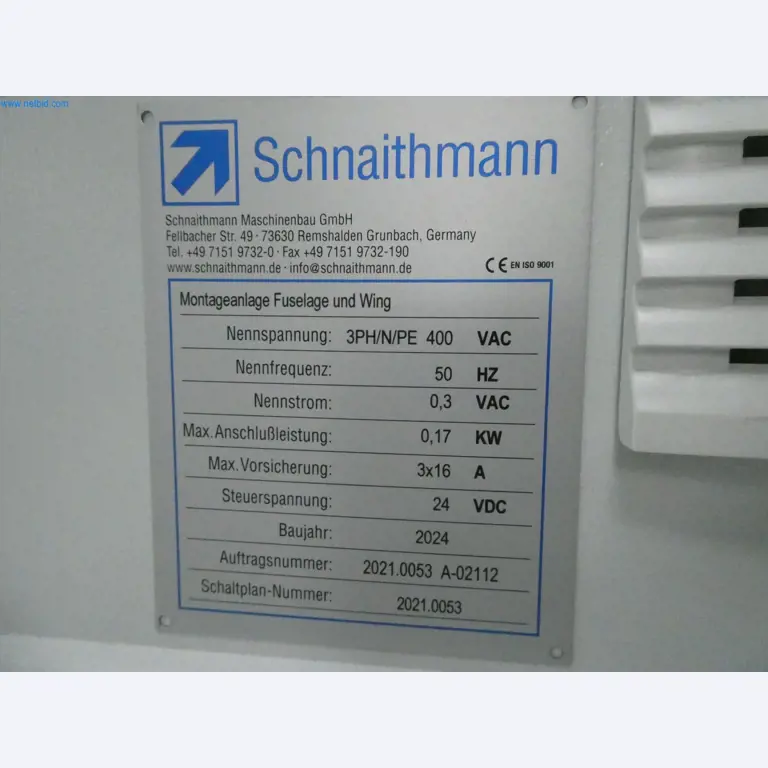 www.netbid.com
Schnaithmann
Schnaithmann Maschinenbau GmbH
Fellbacher Str. 49 · 73630 Remshalden Grunbach, Germany
Tel. +49 7151 9732-0 · Fax +49 7151 9732-190
www.schnaithmann.de · info@schnaithmann.de
CE EN ISO 9001
Montageanlage Fuselage und Wing
Nennspannung: 3PH/N/PE 400 VAC
Nennfrequenz: 50 HZ
Nennstrom: 0,3 VAC
Max. Anschlußleistung: 0,17 KW
Max. Vorsicherung: 3x16 A
Steuerspannung: 24 VDC
Baujahr: 2024
Auftragsnummer: 2021.0053 A-02112
Schaltplan-Nummer: 2021.0053